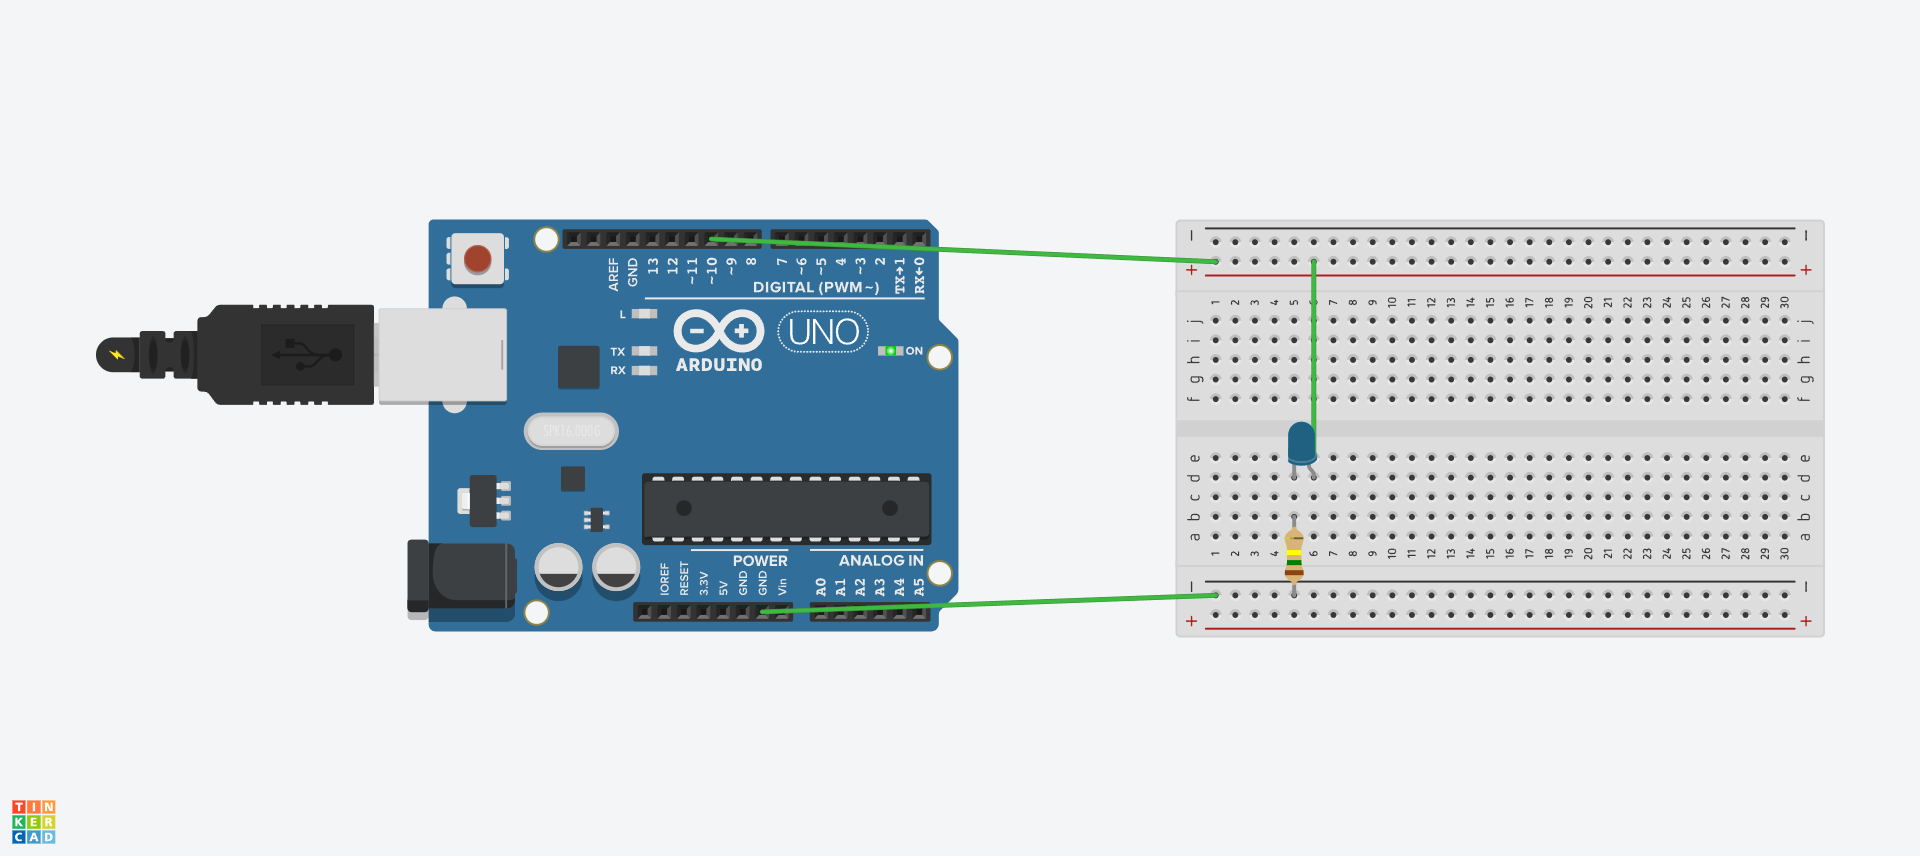 AREF
GND
13
12
~11
~10
~9
8
7
~6
~5
4
~3
2
TX→1
RX←0
DIGITAL (PWM~)
L
TX
RX
ARDUINO
UNO
ON
SPK16.000G
POWER
ANALOG IN
IOREF
RESET
3.3V
5V
GND
GND
Vin
A0
A1
A2
A3
A4
A5
− −
+ +
1 2 3 4 5 6 7 8 9 10 11 12 13 14 15 16 17 18 19 20 21 22 23 24 25 26 27 28 29 30
j j
i i
h h
g g
f f
e e
d d
c c
b b
a a
1 2 3 4 5 6 7 8 9 10 11 12 13 14 15 16 17 18 19 20 21 22 23 24 25 26 27 28 29 30
− −
+ +
TIN
KER
CAD